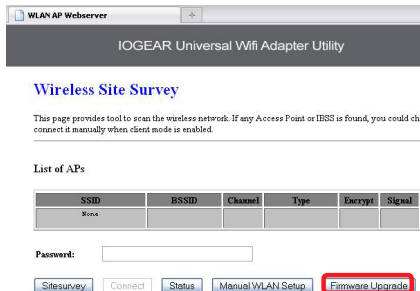 WLAN AP Webserver
IOGEAR Universal Wifi Adapter Utility
Wireless Site Survey
This page provides tool to scan the wireless network. If any Access Point or IBSS is found, you could ch
connect it manually when client mode is enabled.
List of APs
SSID BSSID Channel Type Encrypt Signal
None
Password:
Sitesurvey Connect Status Manual WLAN Setup Firmware Upgrade